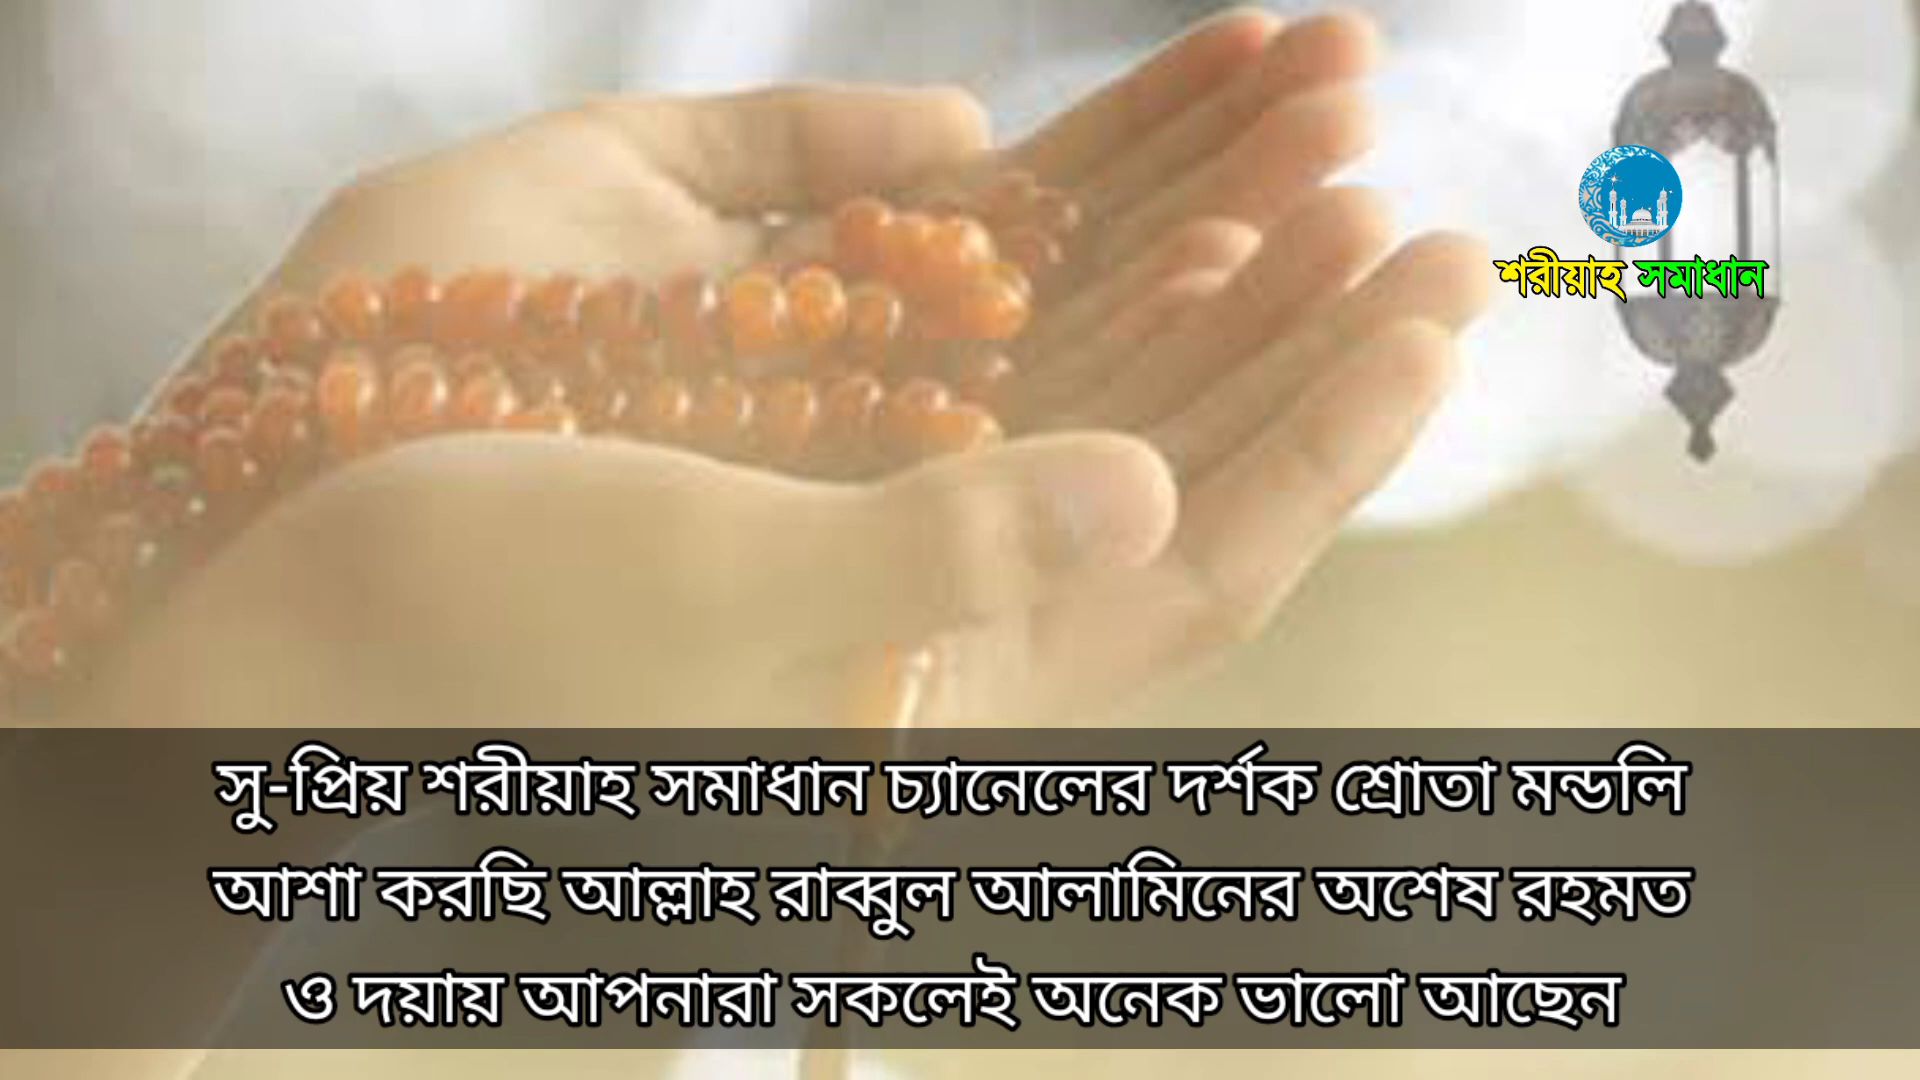 শরীয়াহ সমাধান
সু-প্রিয় শরীয়াহ সমাধান চ্যানেলের দর্শক শ্রোতা মন্ডলি
আশা করছি আল্লাহ রাব্বুল আলামিনের অশেষ রহমত
ও দয়ায় আপনারা সকলেই অনেক ভালো আছেন